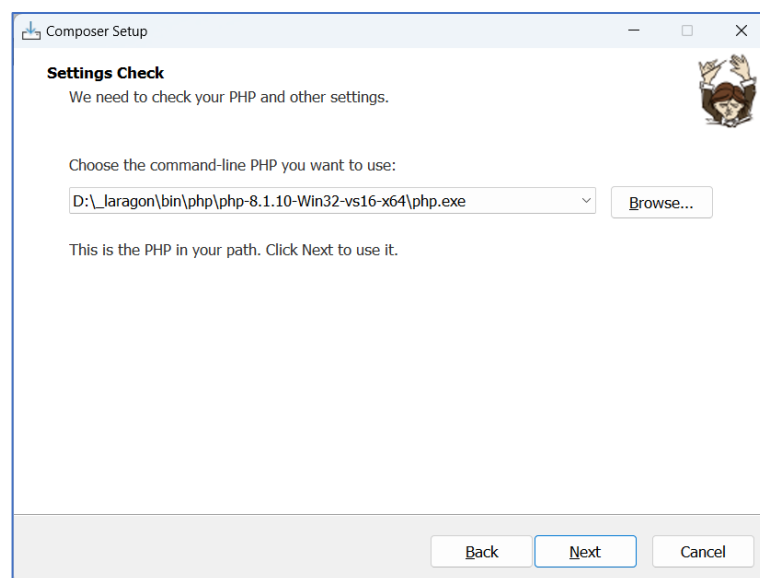 Composer Setup
Settings Check
We need to check your PHP and other settings.
Choose the command-line PHP you want to use:
D:\_laragon\bin\php\php-8.1.10-Win32-vs16-x64\php.exe
Browse...
This is the PHP in your path. Click Next to use it.
Back
Next
Cancel